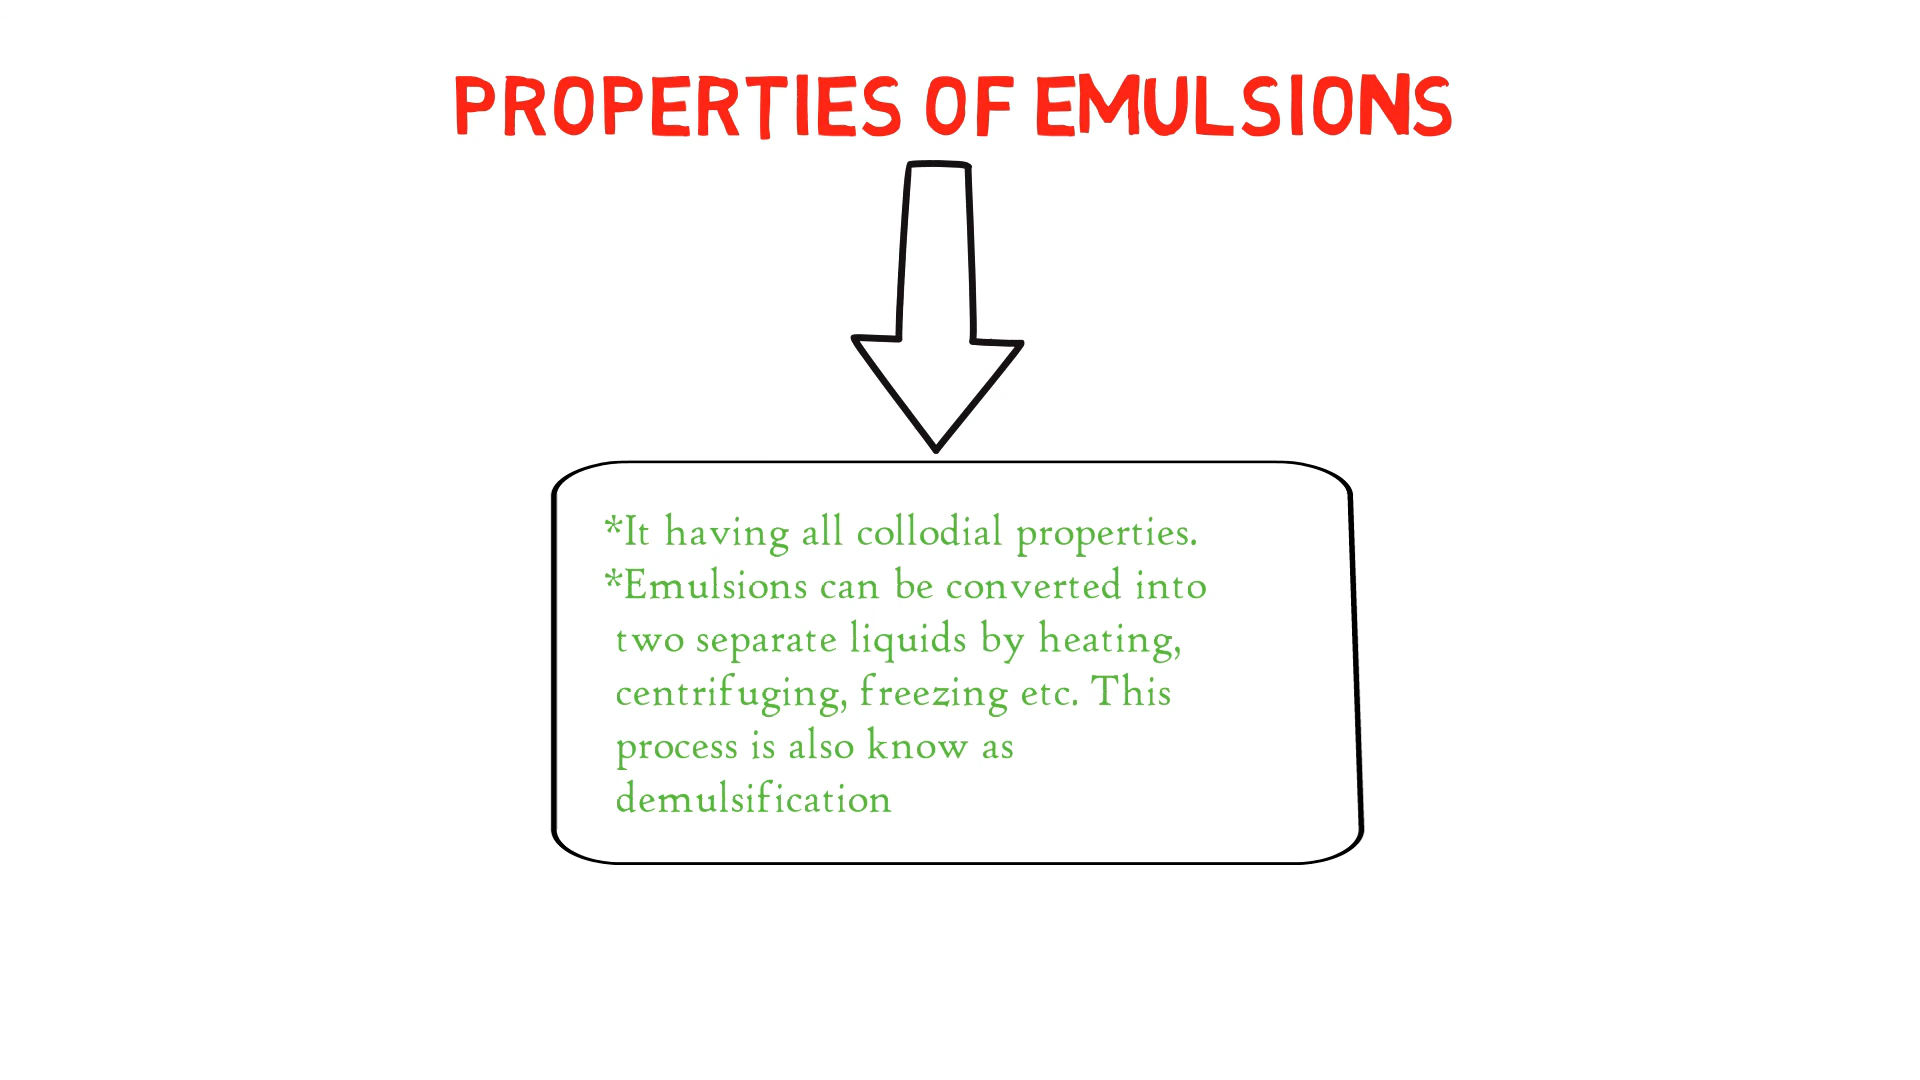 PROPERTIES OF EMULSIONS
*It having all collodial properties.
*Emulsions can be converted into
two separate liquids by heating,
centrifuging, freezing etc. This
process is also know as
demulsification